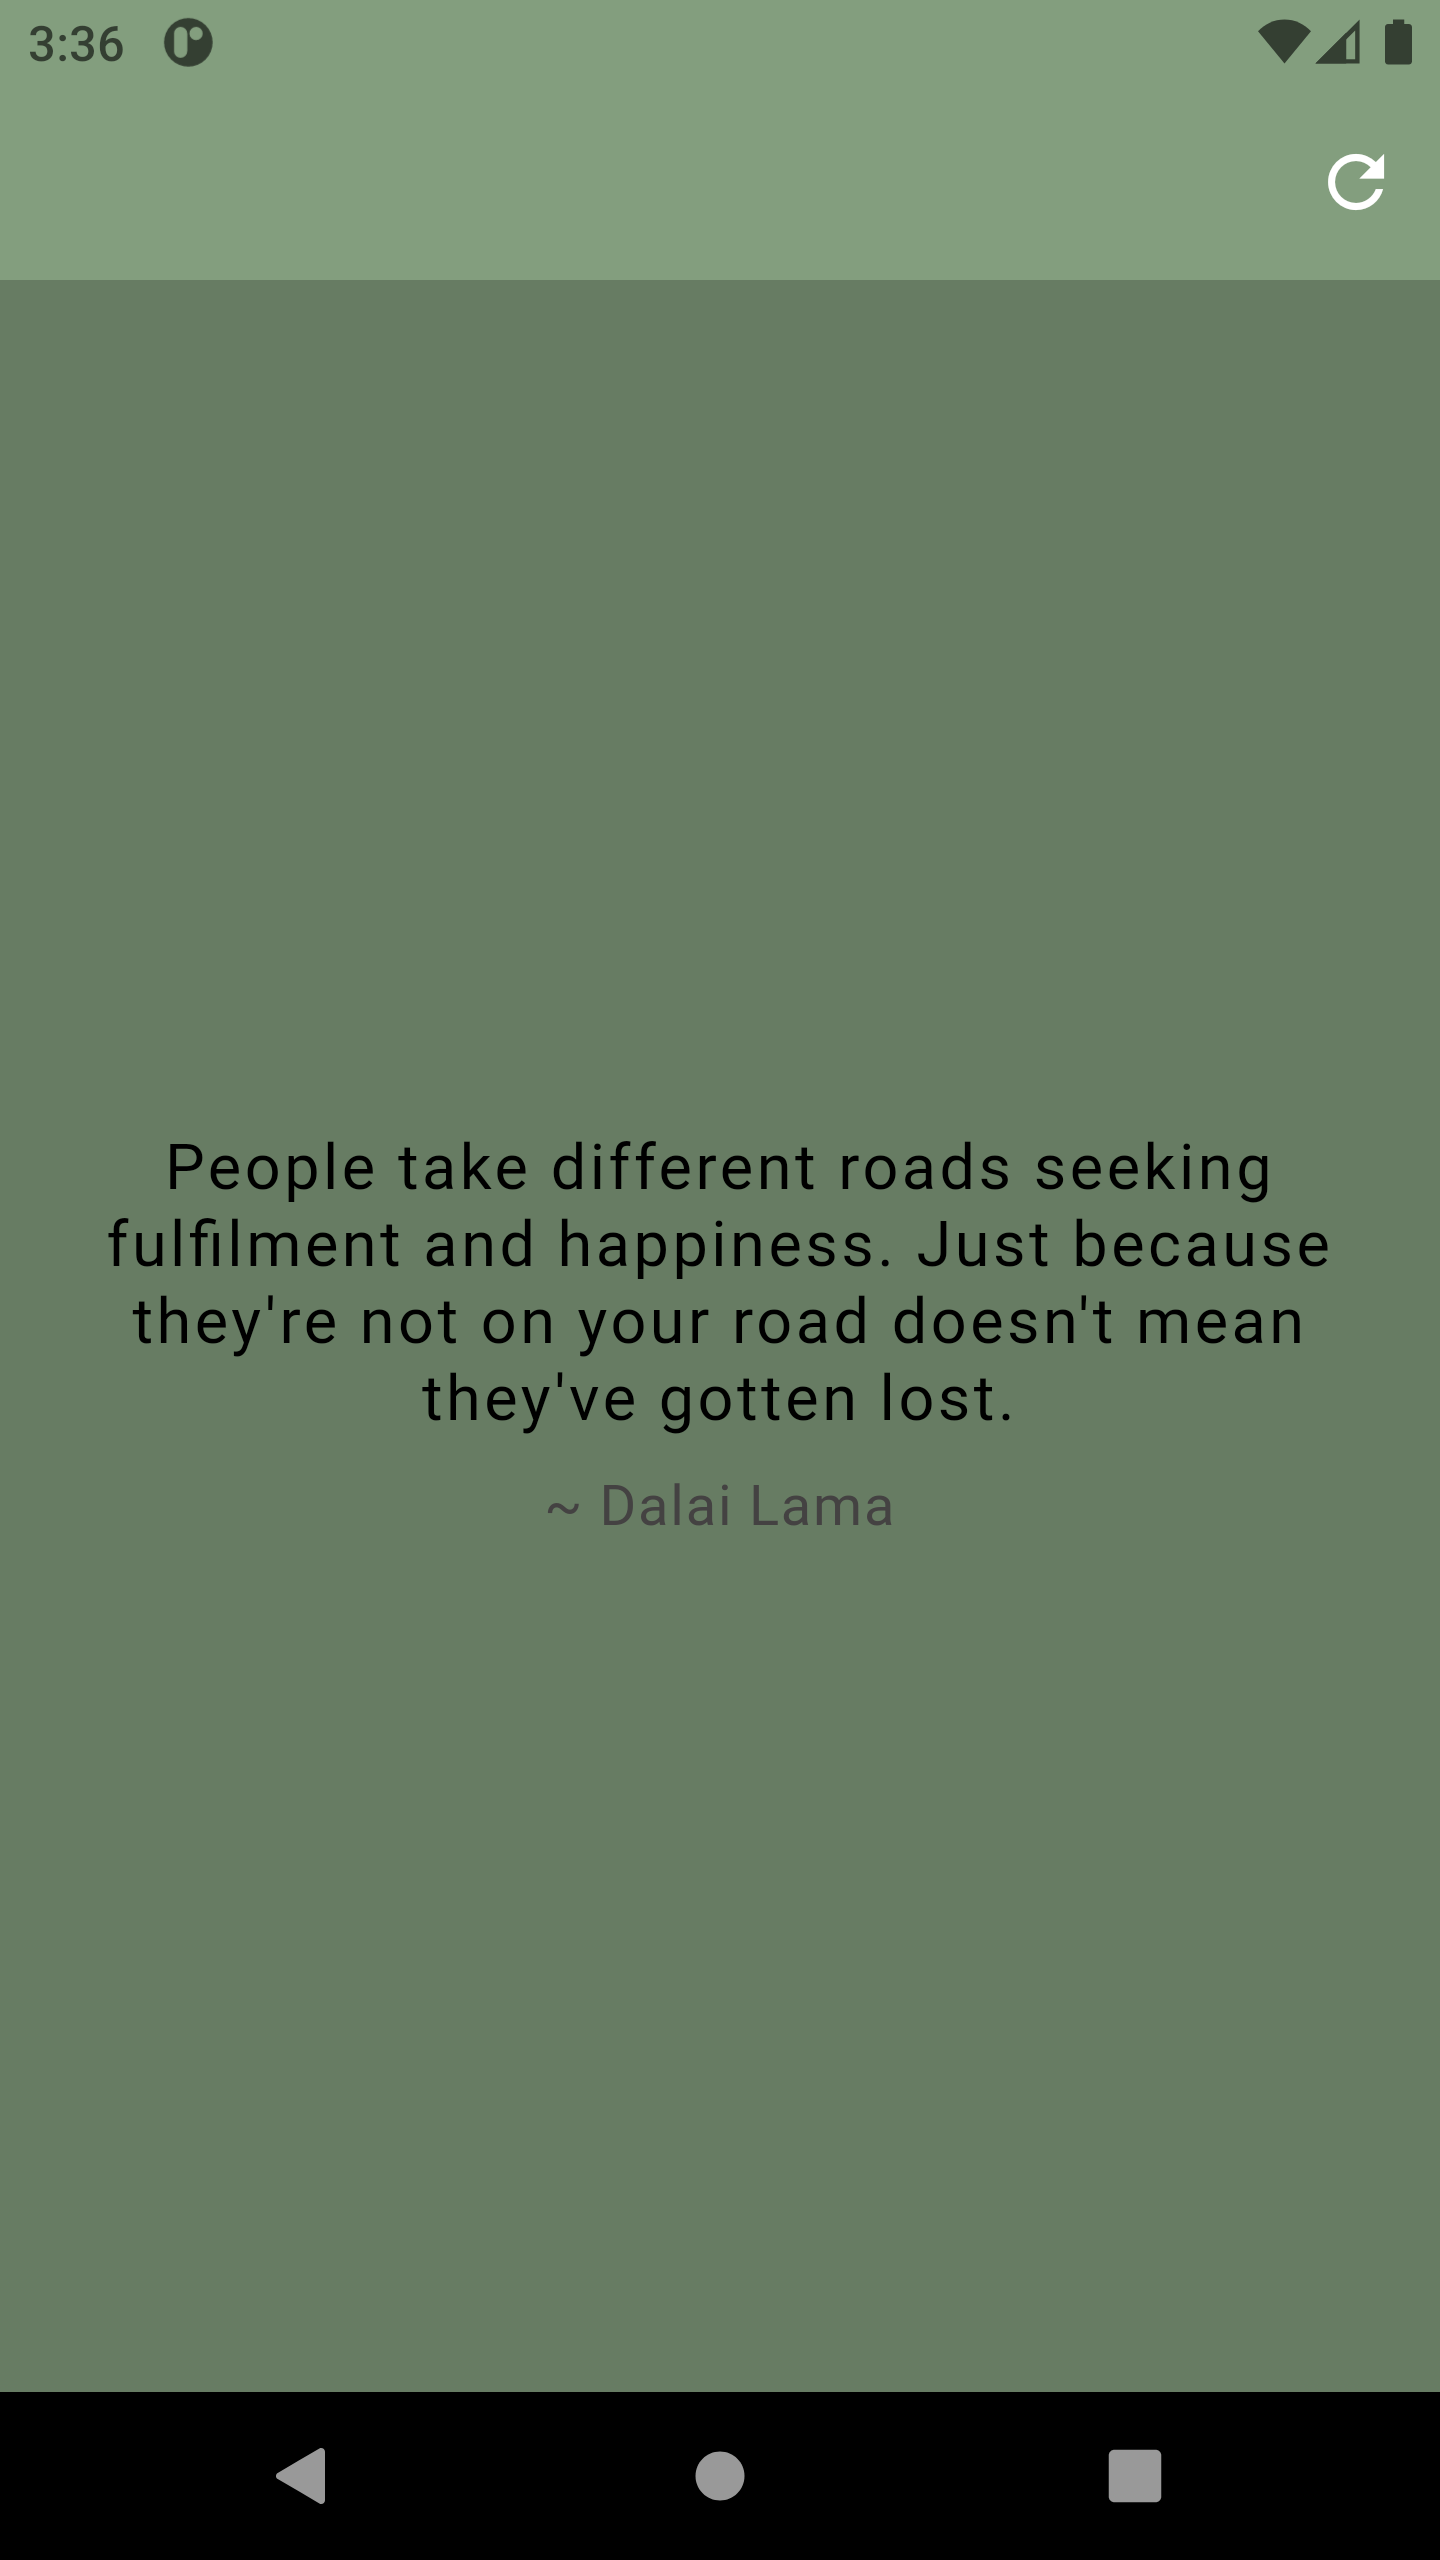 3:36
People take different roads seeking
fulfilment and happiness. Just because
they're not on your road doesn't mean
they've gotten lost.
~ Dalai Lama